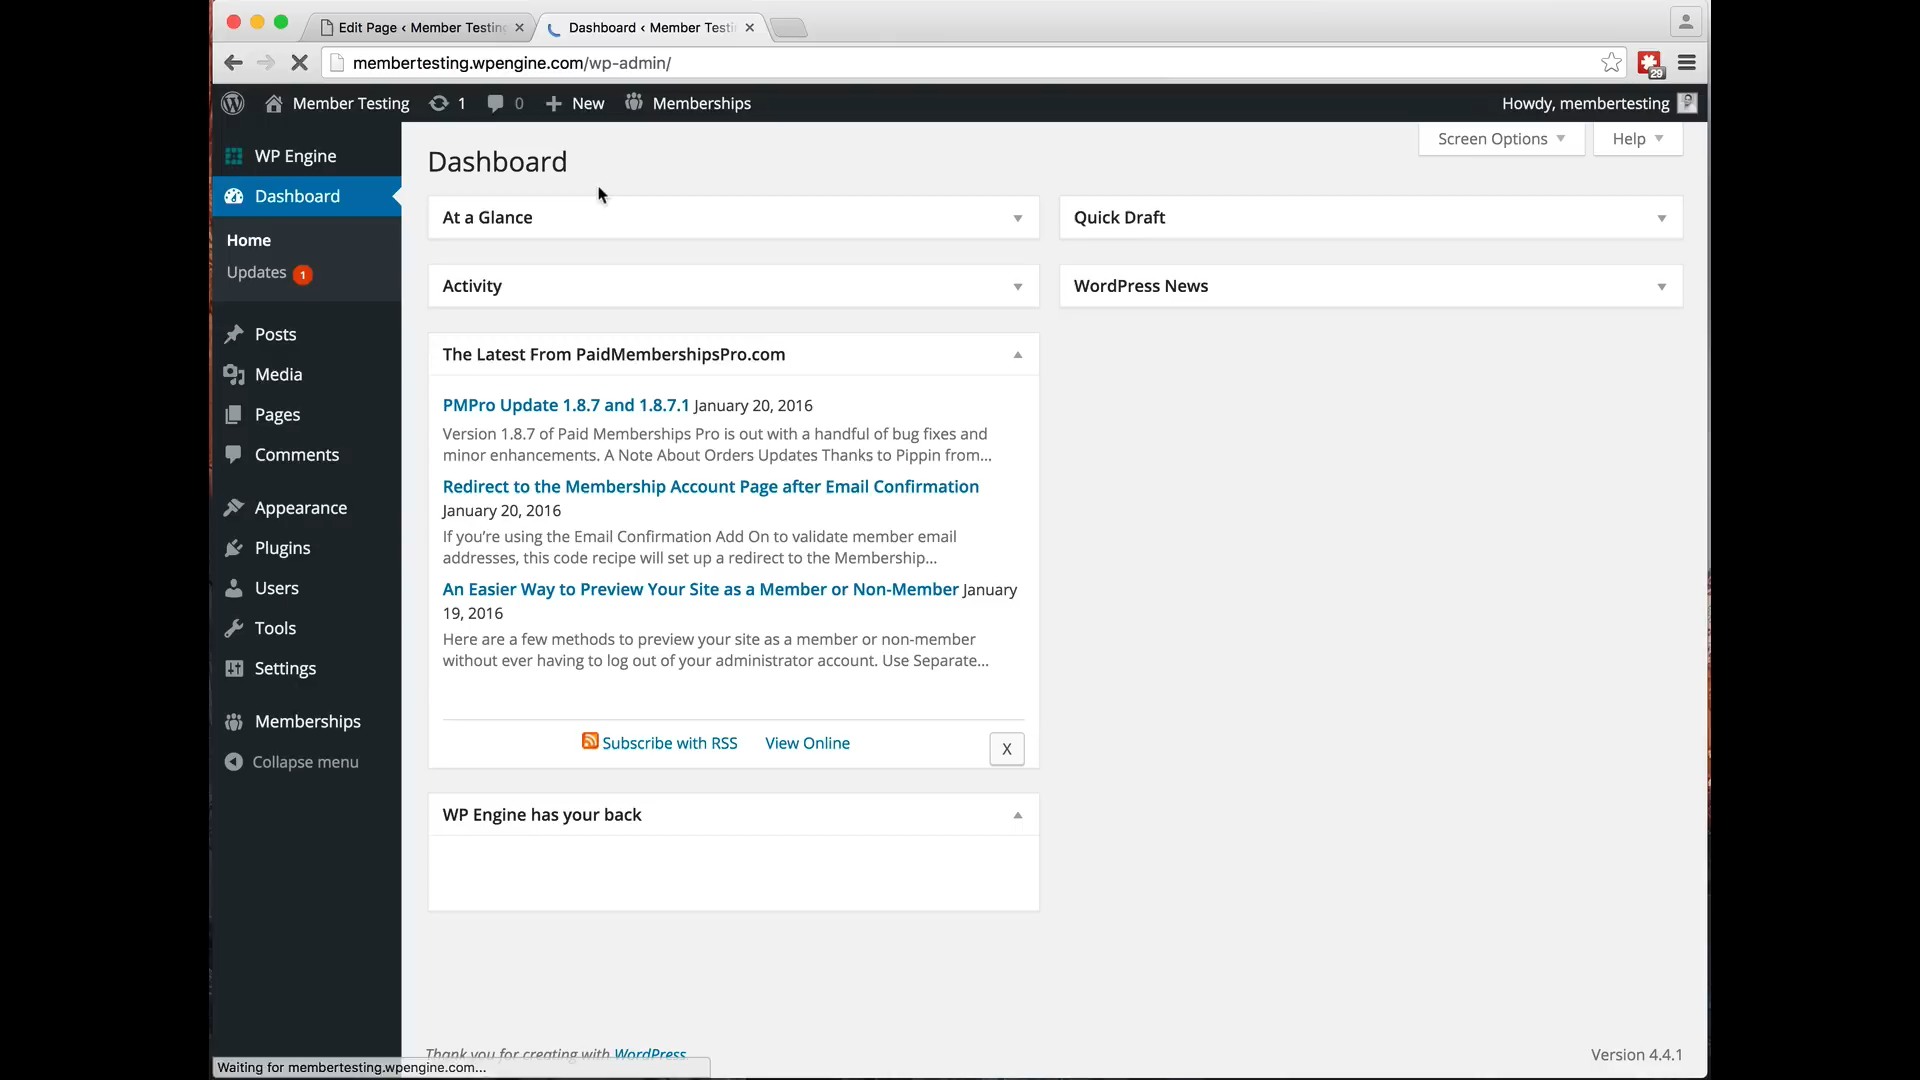 Edit Page ‹ Member Testing
Dashboard ‹ Member Testi
membertesting.wpengine.com/wp-admin/
29
Member Testing
1
0
New
Memberships
Howdy, membertesting
WP Engine
Dashboard
Home
Updates 1
Posts
Media
Pages
Comments
Appearance
Plugins
Users
Tools
Settings
Memberships
Collapse menu
Screen Options
Help
Dashboard
At a Glance
Quick Draft
Activity
WordPress News
The Latest From PaidMembershipsPro.com
PMPro Update 1.8.7 and 1.8.7.1 January 20, 2016
Version 1.8.7 of Paid Memberships Pro is out with a handful of bug fixes and
minor enhancements. A Note About Orders Updates Thanks to Pippin from...
Redirect to the Membership Account Page after Email Confirmation
January 20, 2016
If you’re using the Email Confirmation Add On to validate member email
addresses, this code recipe will set up a redirect to the Membership...
An Easier Way to Preview Your Site as a Member or Non-Member January
19, 2016
Here are a few methods to preview your site as a member or non-member
without ever having to log out of your administrator account. Use Separate...
Subscribe with RSS
View Online
X
WP Engine has your back
Thank you for creating with WordPress.
Version 4.4.1
Waiting for membertesting.wpengine.com...